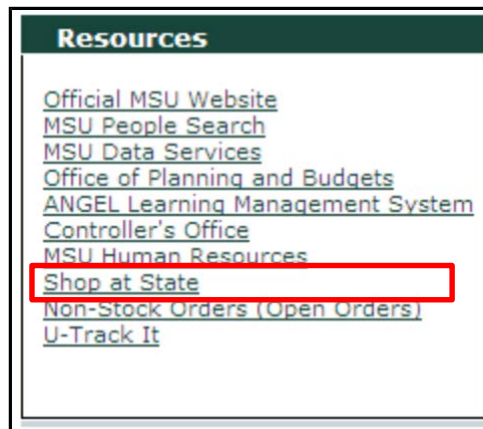 Resources
Official MSU Website
MSU People Search
MSU Data Services
Office of Planning and Budgets
ANGEL Learning Management System
Controller's Office
MSU Human Resources
Shop at State
Non-Stock Orders (Open Orders)
U-Track It